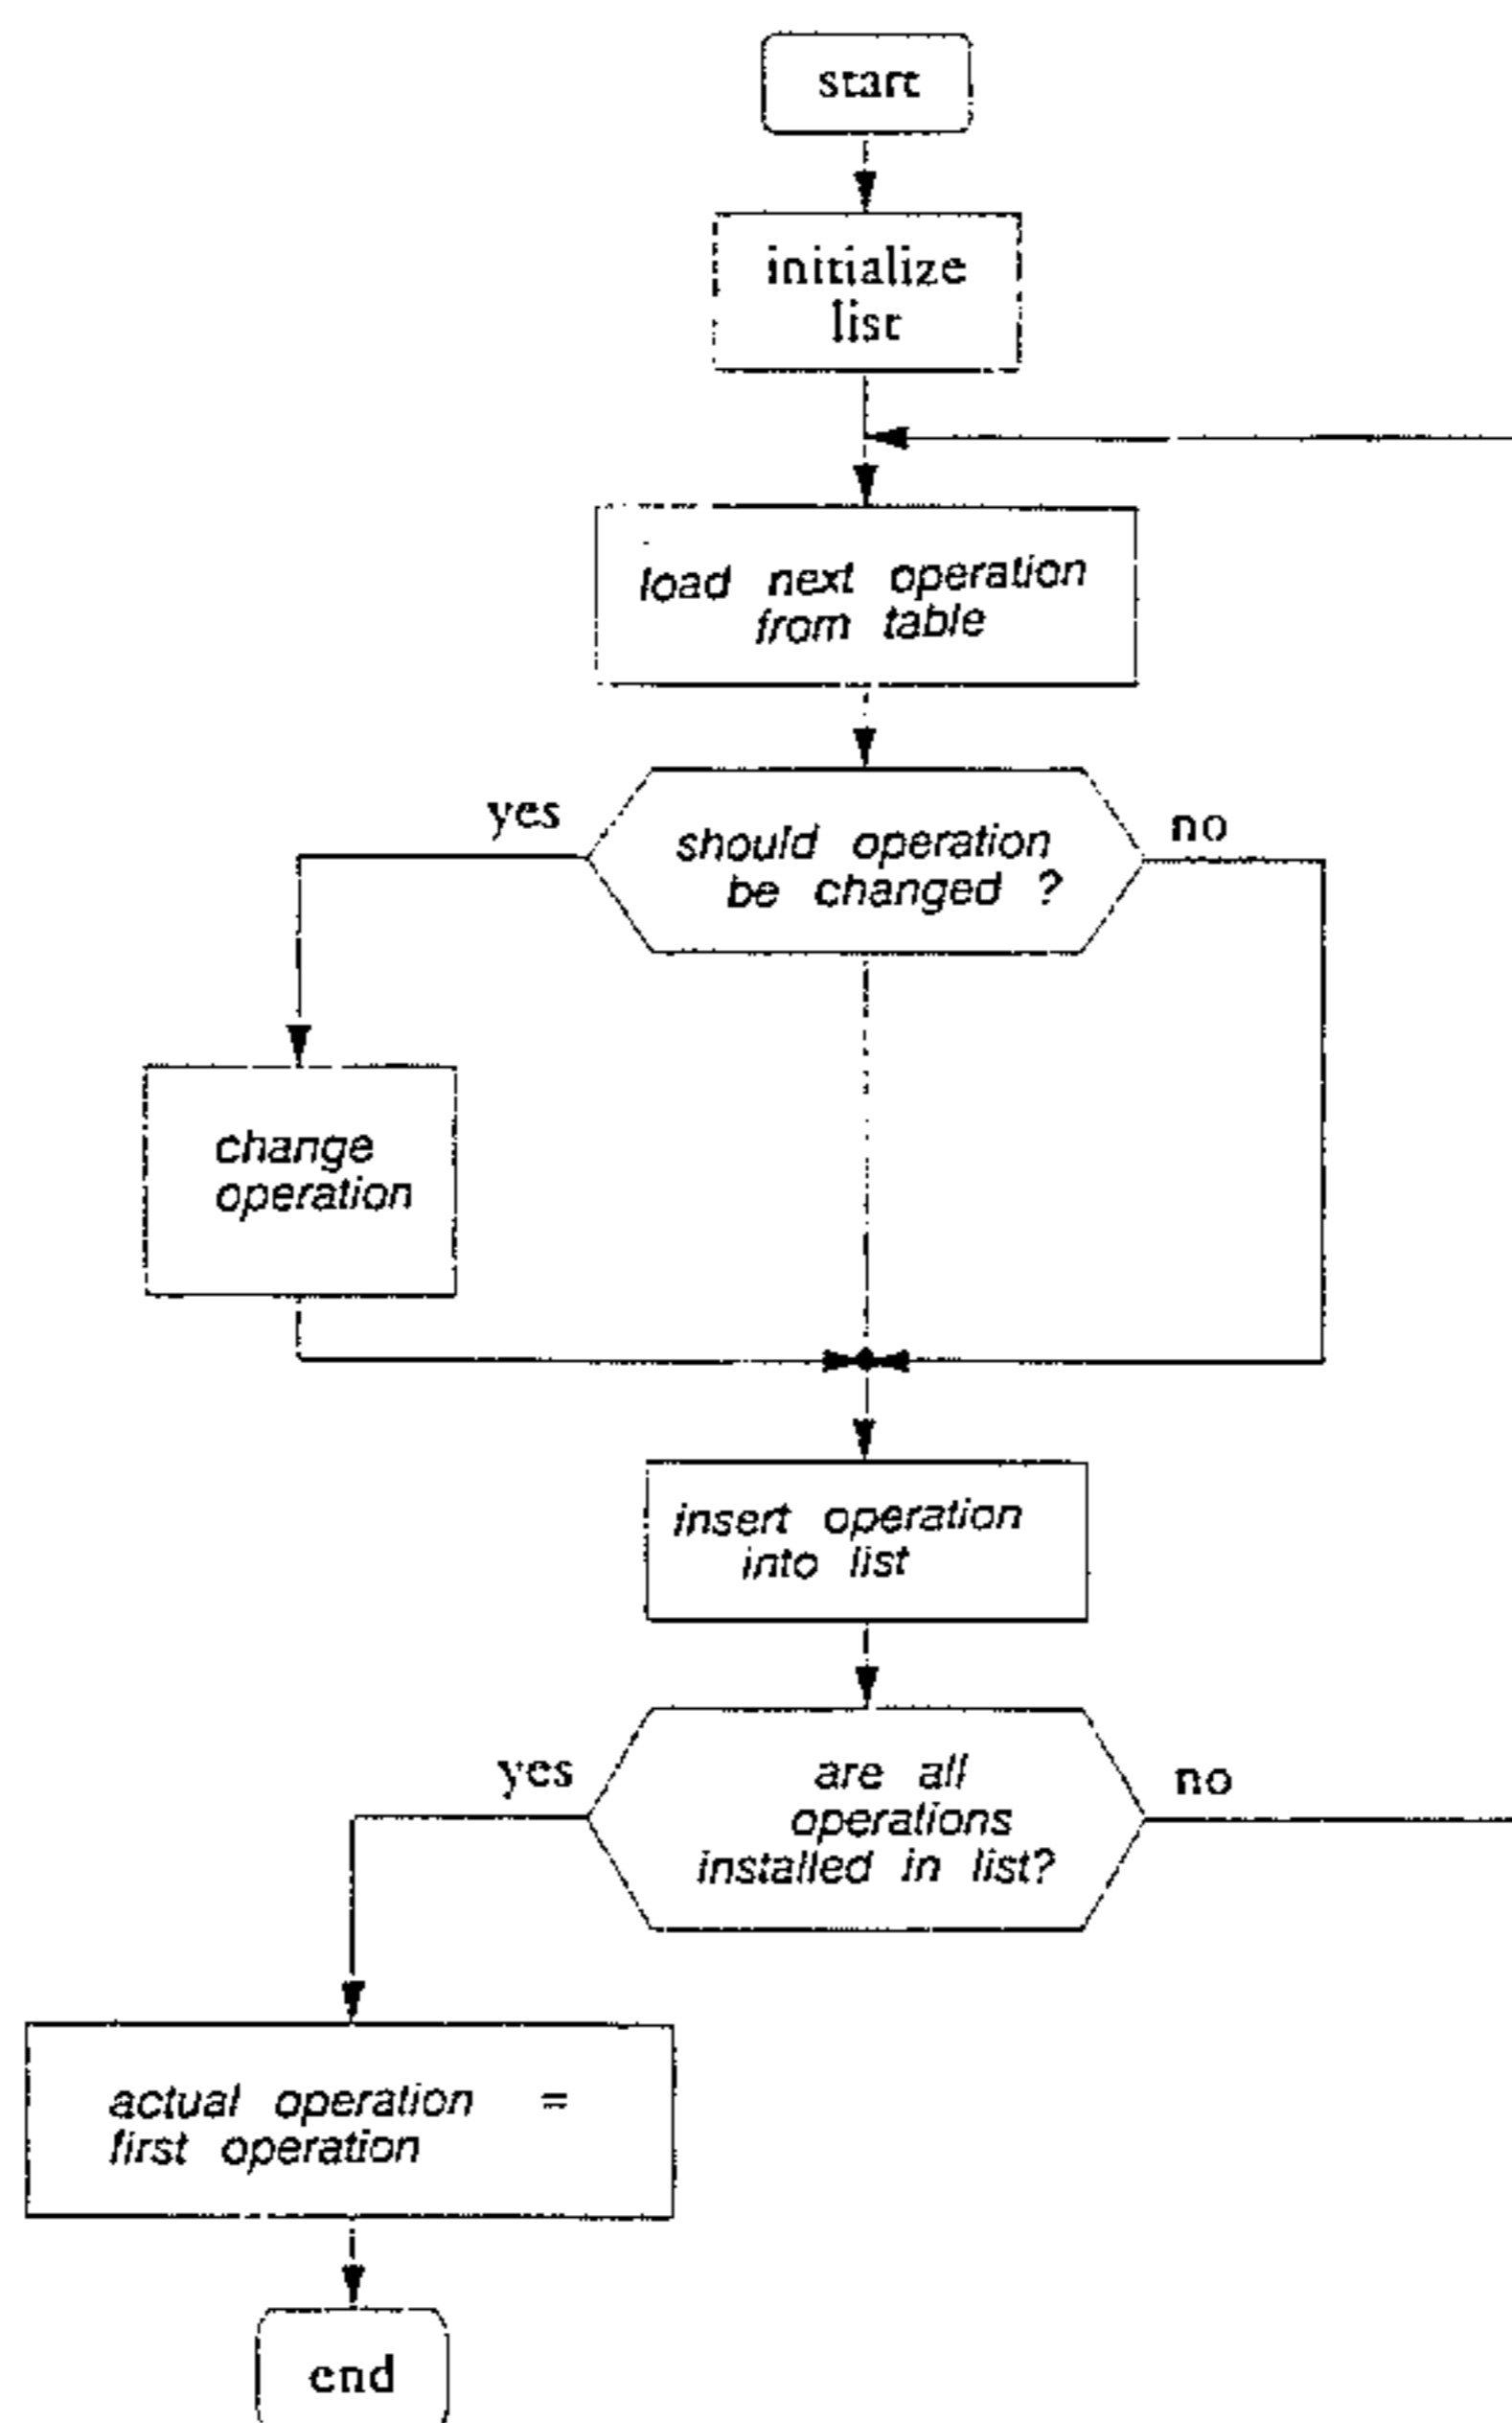 start
initialize
list
load next operation
from table
yes
no
should operation
be changed ?
change
operation
insert operation
into list
yes
no
are all
operations
installed in list?
actual operation =
first operation
end